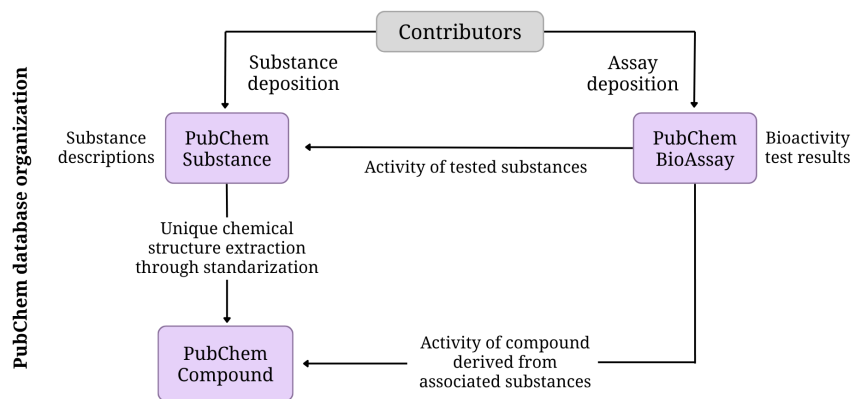 PubChem database organization
Contributors
Substance
deposition
Assay
deposition
Substance
descriptions
PubChem
Substance
Activity of tested substances
PubChem
BioAssay
Bioactivity
test results
Unique chemical
structure extraction
through standarization
PubChem
Compound
Activity of compound
derived from
associated substances